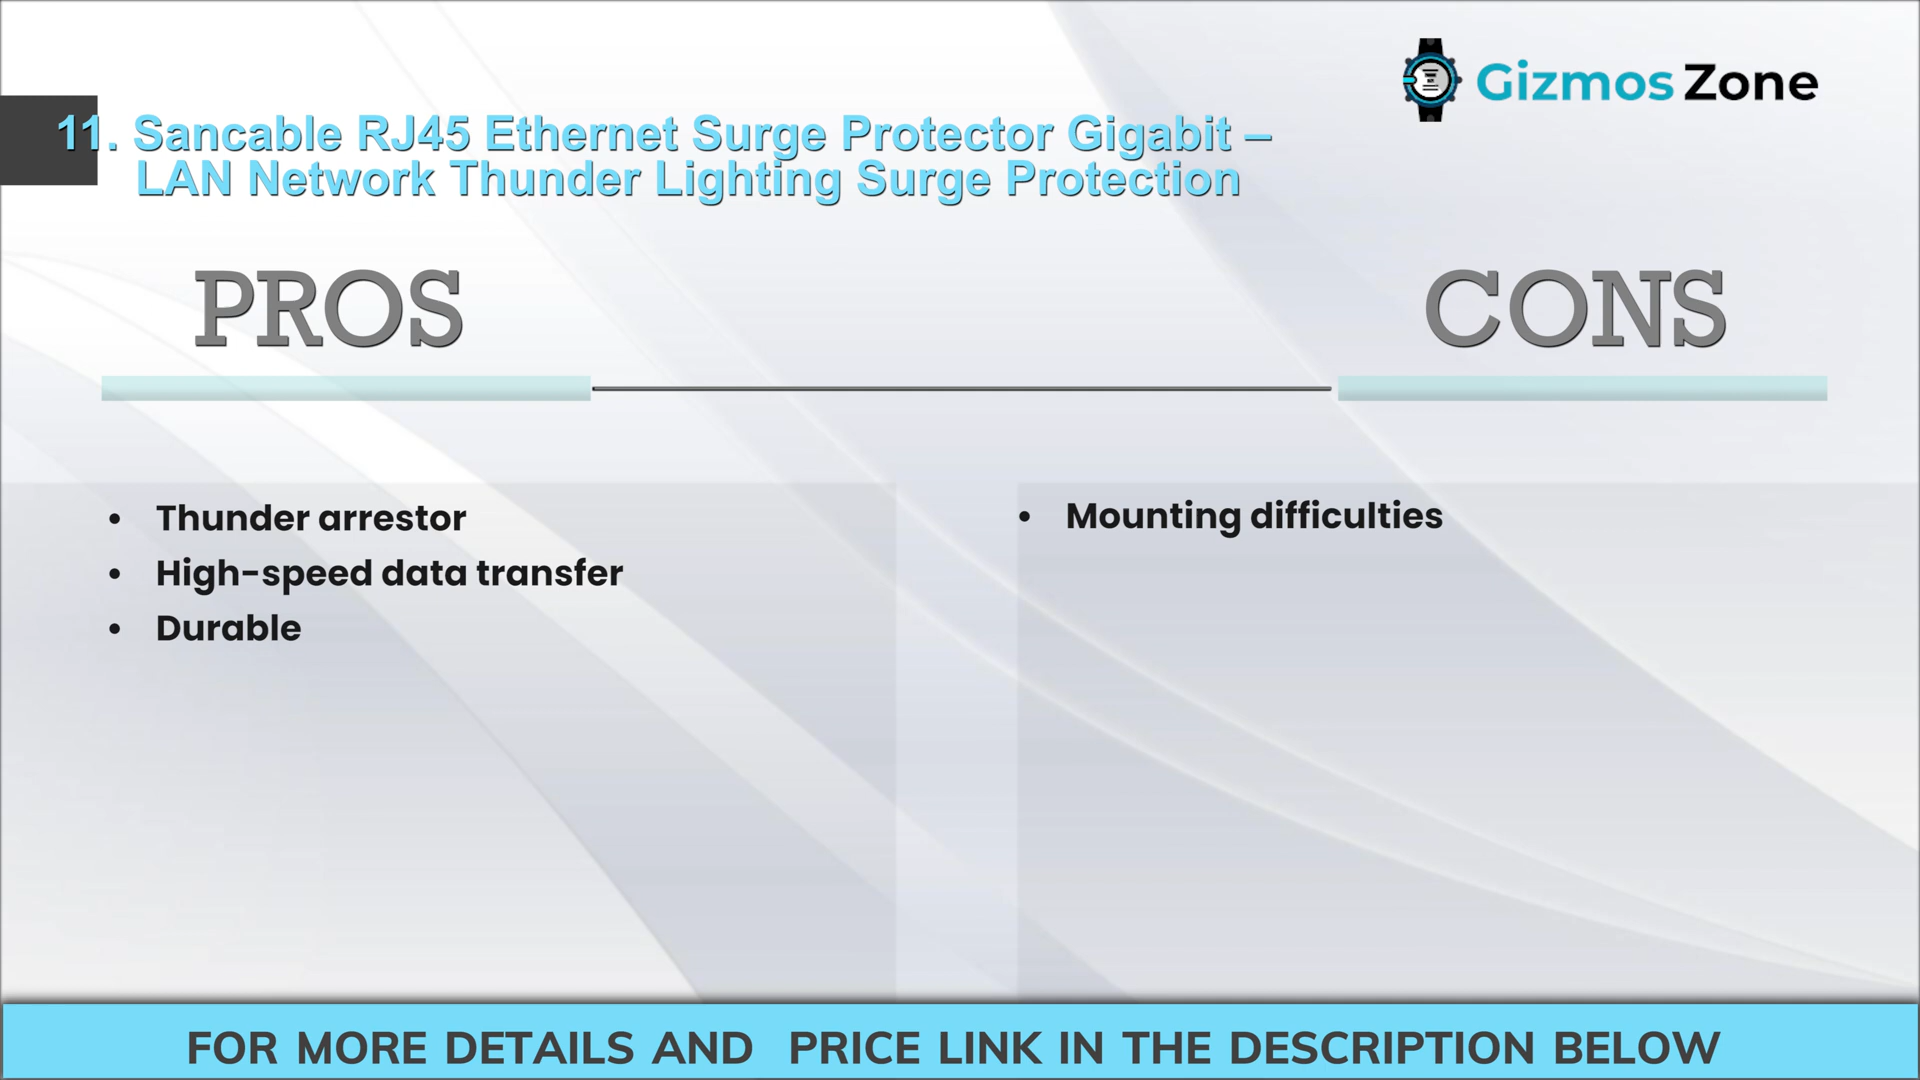 Gizmos Zone
11. Sancable RJ45 Ethernet Surge Protector Gigabit –
LAN Network Thunder Lighting Surge Protection
PROS
CONS
• Thunder arrestor
• High-speed data transfer
• Durable
• Mounting difficulties
FOR MORE DETAILS AND PRICE LINK IN THE DESCRIPTION BELOW